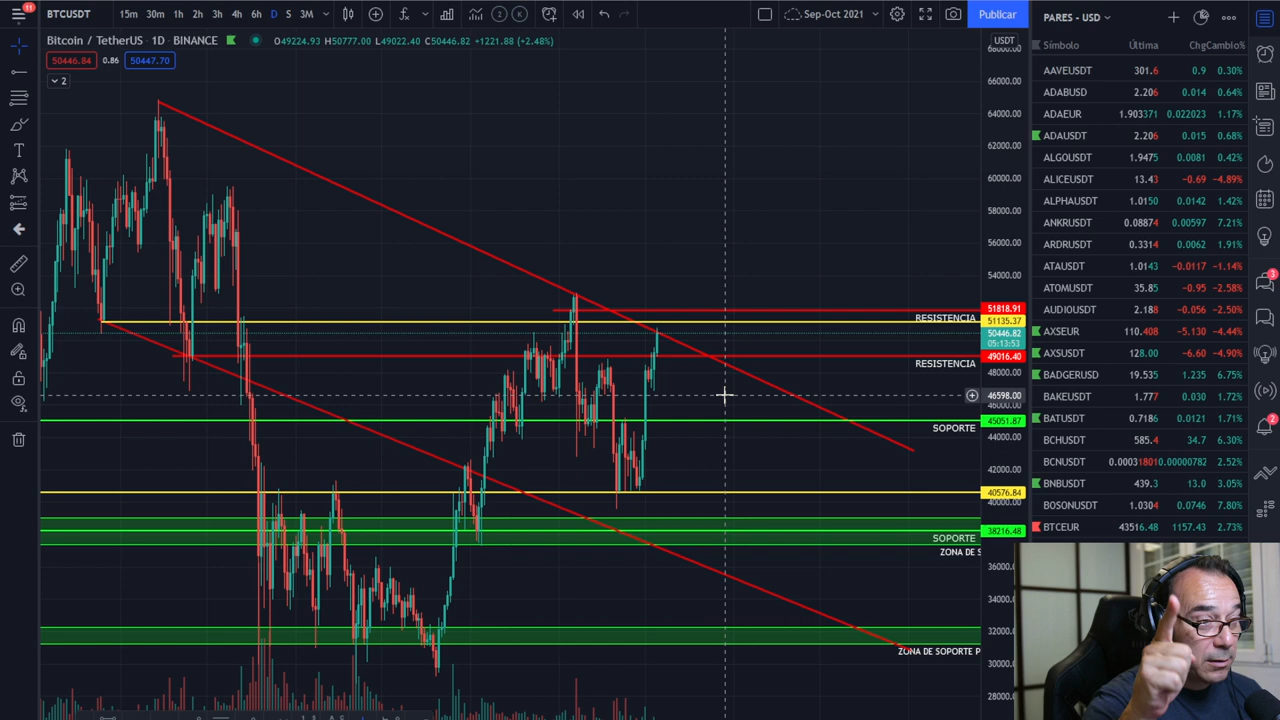 11
BTCUSDT
15m 30m 1h 2h 3h 4h 6h D S 3M
2 K
Sep-Oct 2021
Publicar
PARES - USD
Bitcoin / TetherUS · 1D · BINANCE O49224.93 H50777.00 L49022.40 C50446.82 +1221.88 (+2.48%)
50446.84 0.86 50447.70
2
USDT
68000.00
66000.00
64000.00
62000.00
60000.00
58000.00
56000.00
54000.00
51818.91
RESISTENCIA
51135.37
50446.82
05:13:53
49016.40
RESISTENCIA
48000.00
46598.00
46000.00
45051.87
SOPORTE
44000.00
42000.00
40576.84
40000.00
38216.48
SOPORTE
ZONA DE S
36000.00
34000.00
32000.00
ZONA DE SOPORTE P
30000.00
28000.00
Símbolo Última Chg Cambio%
AAVEUSDT 301.6 0.9 0.30%
ADABUSD 2.206 0.014 0.64%
ADAEUR 1.903371 0.022023 1.17%
ADAUSDT 2.206 0.015 0.68%
ALGOUSDT 1.9475 0.0081 0.42%
ALICEUSDT 13.43 −0.69 −4.89%
ALPHAUSDT 1.0150 0.0142 1.42%
ANKRUSDT 0.08874 0.00597 7.21%
ARDRUSDT 0.3314 0.0062 1.91%
ATAUSDT 1.0143 −0.0117 −1.14%
ATOMUSDT 35.85 −0.95 −2.58%
AUDIOUSDT 2.188 −0.056 −2.50%
AXSEUR 110.408 −5.130 −4.44%
AXSUSDT 128.00 −6.60 −4.90%
BADGERUSD 19.535 1.235 6.75%
BAKEUSDT 1.777 0.030 1.72%
BATUSDT 0.7186 0.0121 1.71%
BCHUSDT 585.4 34.7 6.30%
BCNUSDT 0.00031801 0.00000782 2.52%
BNBUSDT 439.3 13.0 3.05%
BOSONUSDT 1.0304 0.0746 7.80%
BTCEUR 43516.48 1157.43 2.73%
3
2